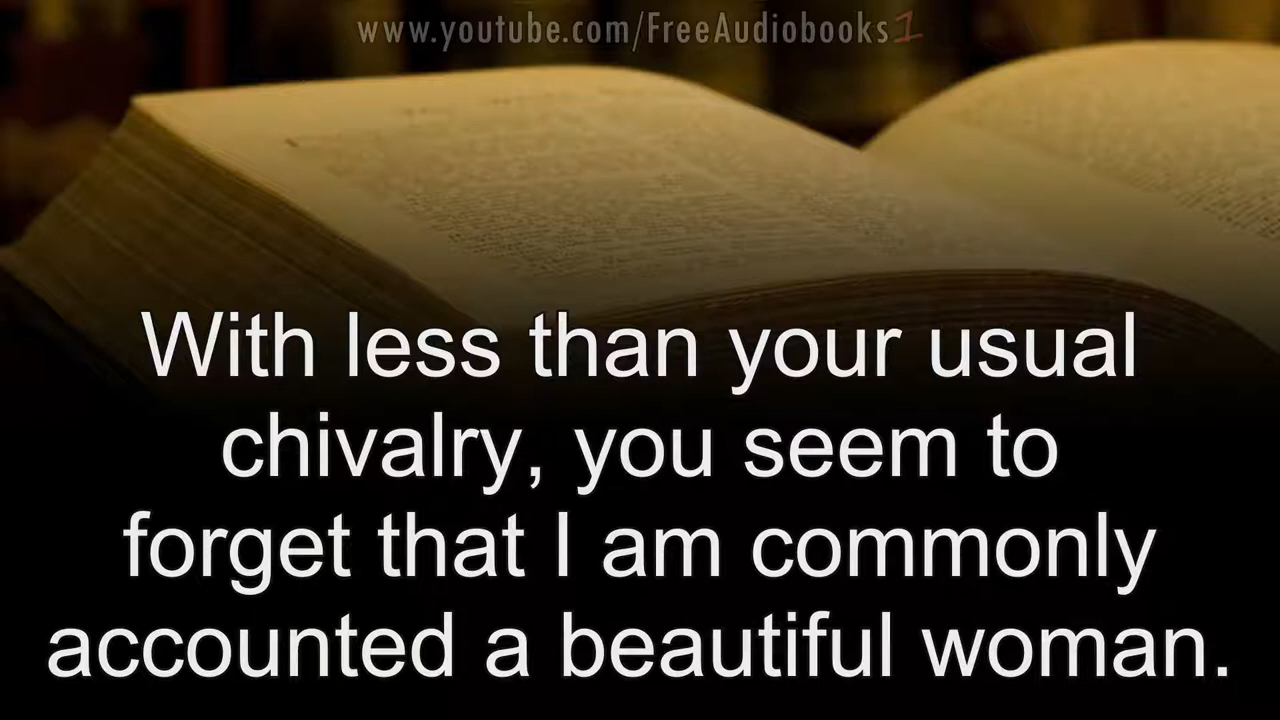 www.youtube.com/FreeAudiobooks1
With less than your usual
chivalry, you seem to
forget that I am commonly
accounted a beautiful woman.